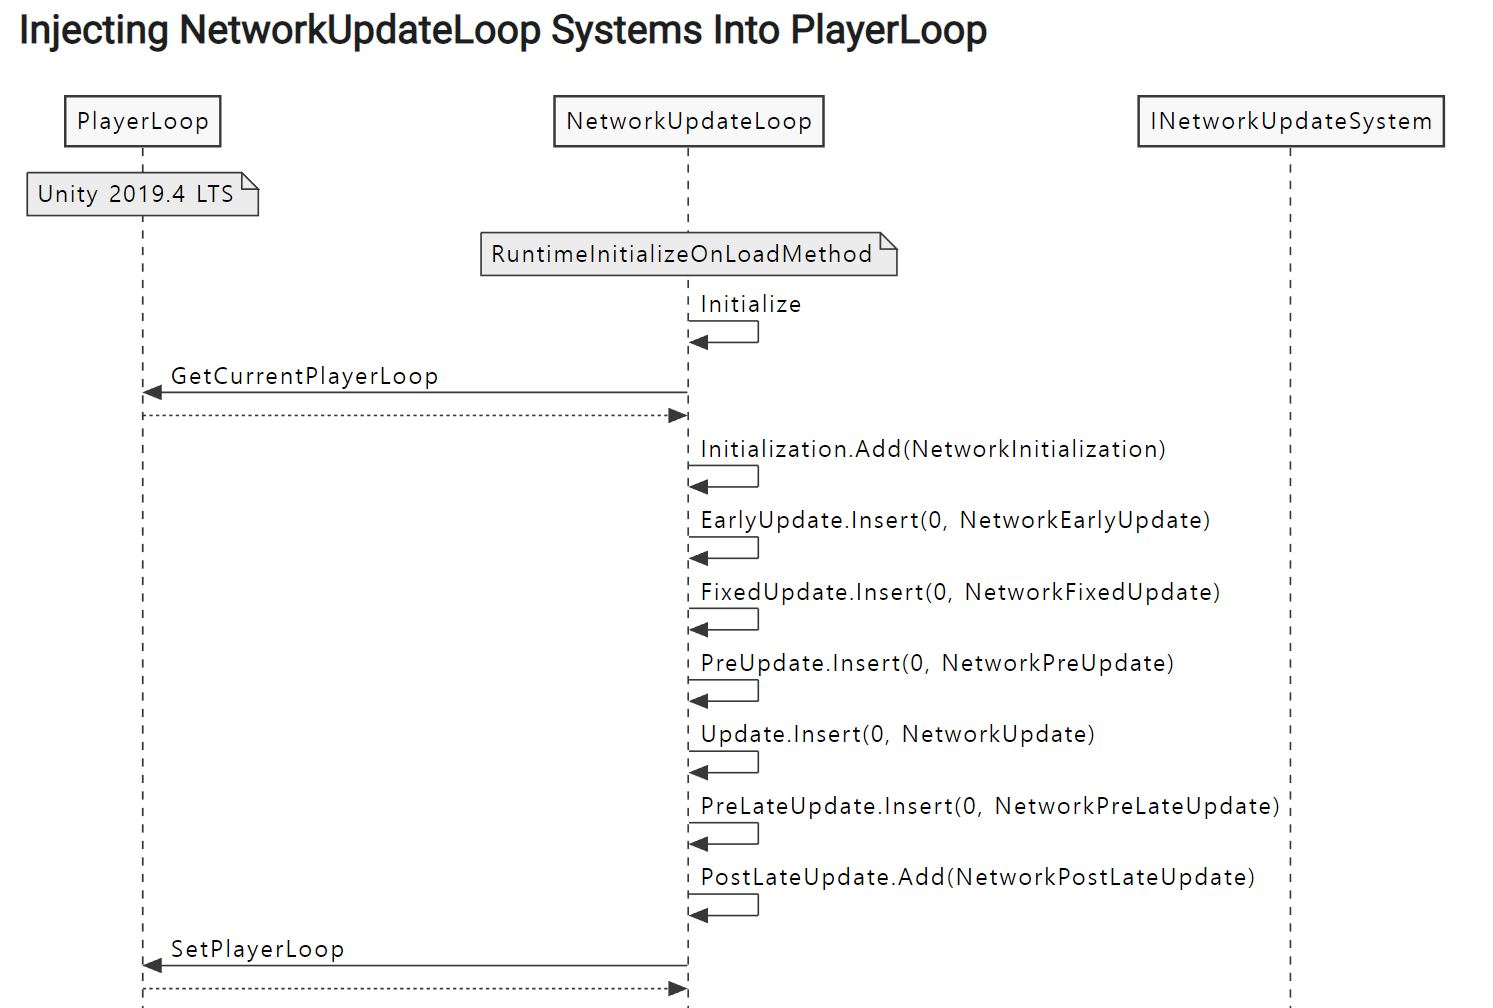 Injecting NetworkUpdateLoop Systems Into PlayerLoop
PlayerLoop
NetworkUpdateLoop
INetworkUpdateSystem
Unity 2019.4 LTS
RuntimeInitializeOnLoadMethod
Initialize
GetCurrentPlayerLoop
Initialization.Add(NetworkInitialization)
EarlyUpdate.Insert(0, NetworkEarlyUpdate)
FixedUpdate.Insert(0, NetworkFixedUpdate)
PreUpdate.Insert(0, NetworkPreUpdate)
Update.Insert(0, NetworkUpdate)
PreLateUpdate.Insert(0, NetworkPreLateUpdate)
PostLateUpdate.Add(NetworkPostLateUpdate)
SetPlayerLoop